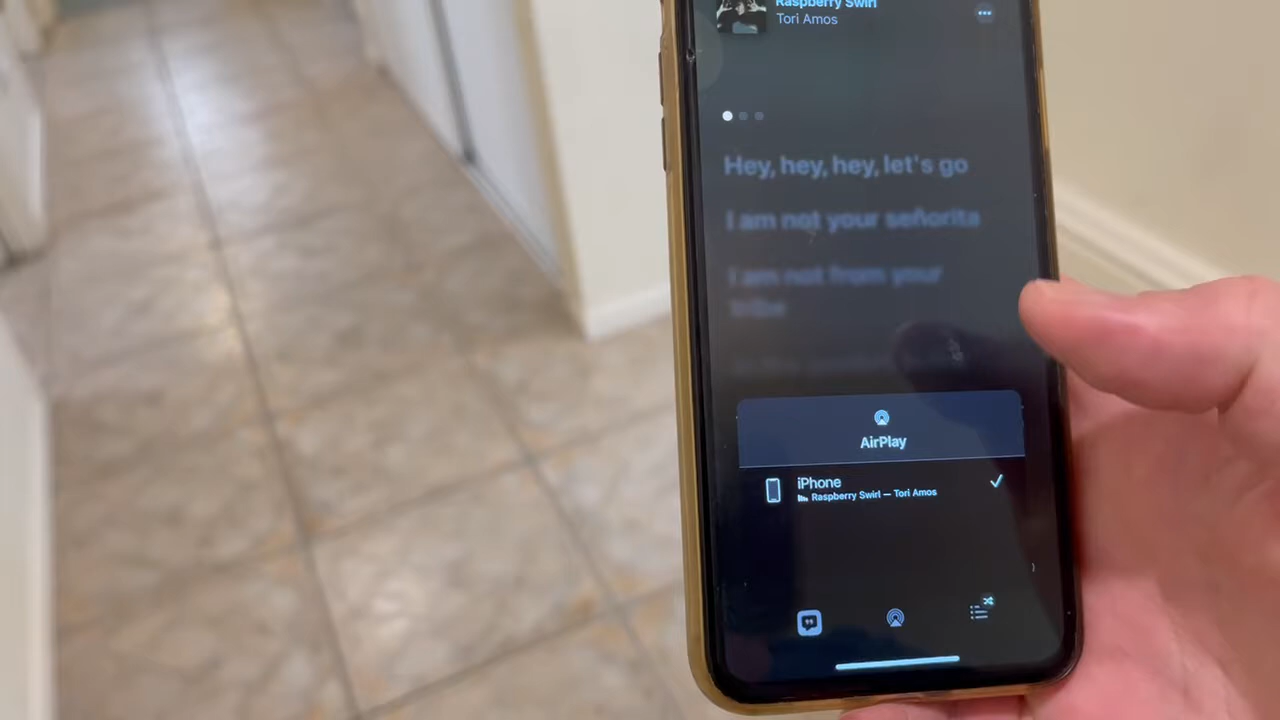 Raspberry Swirl
Tori Amos
Hey, hey, hey, let's go
I am not your señorita
I am not from your
tribe
AirPlay
iPhone
Raspberry Swirl — Tori Amos